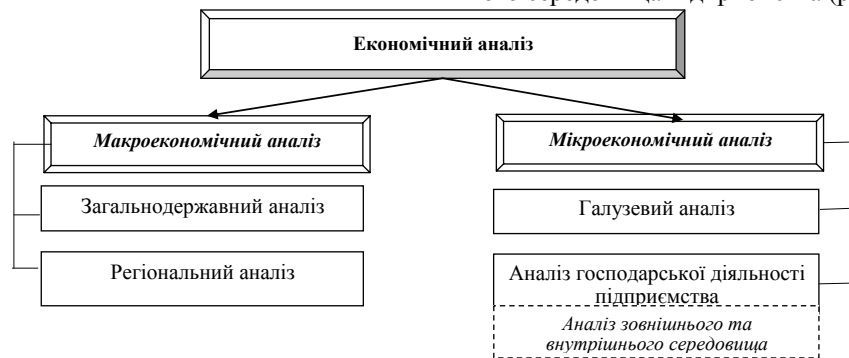 Економічний аналіз
Макроекономічний аналіз
Мікроекономічний аналіз
Загальнодержавний аналіз
Галузевий аналіз
Регіональний аналіз
Аналіз господарської діяльності
підприємства
Аналіз зовнішнього та
внутрішнього середовища